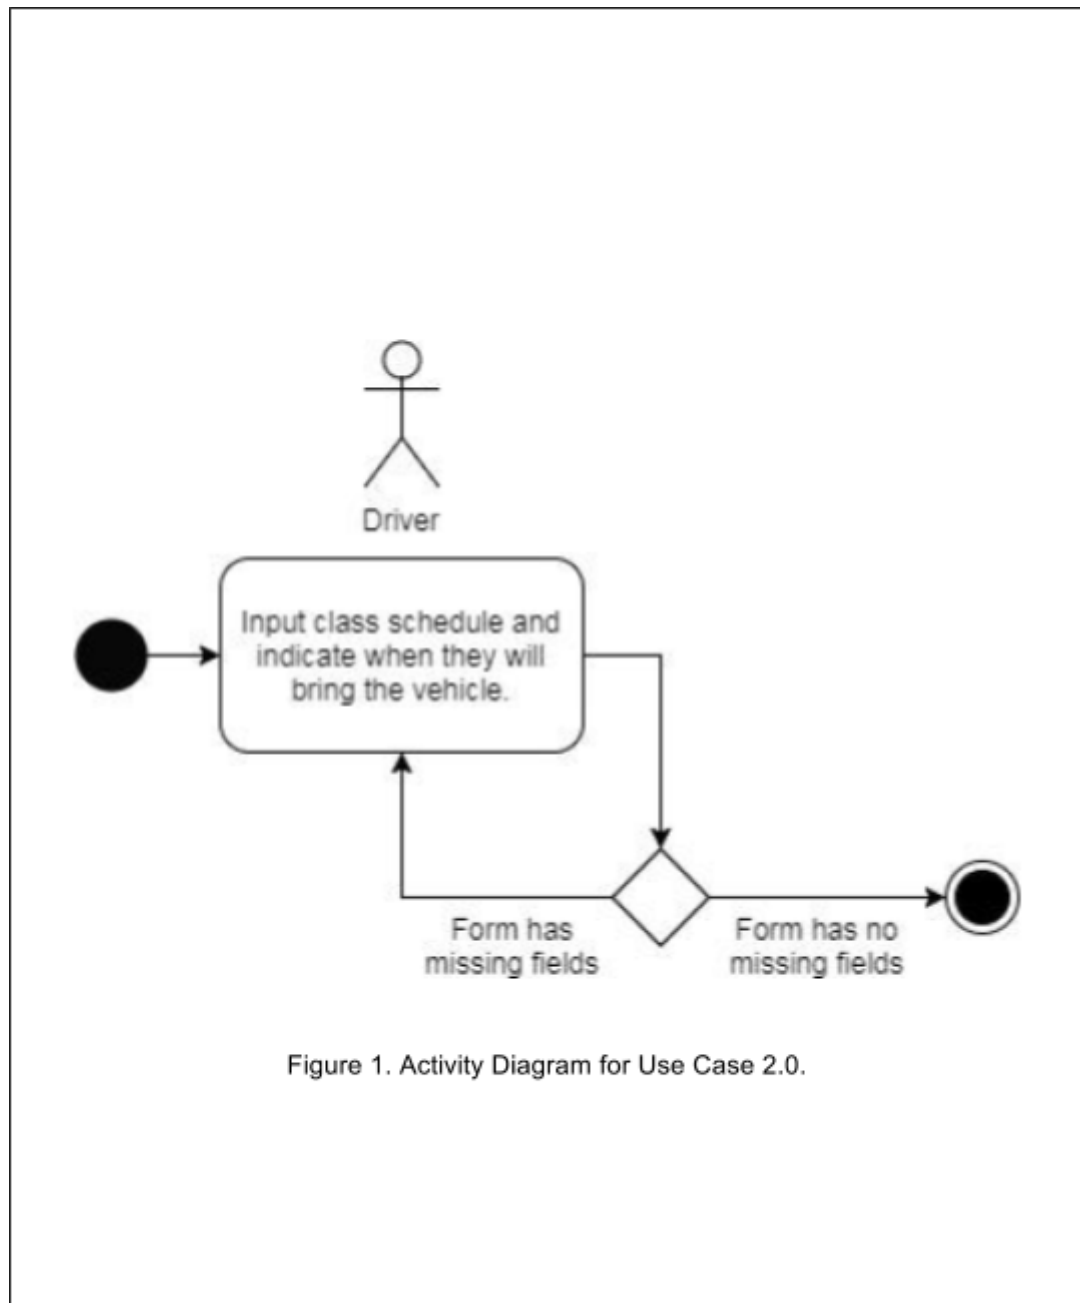 Driver
Input class schedule and
indicate when they will
bring the vehicle.
Form has
missing fields
Form has no
missing fields
Figure 1. Activity Diagram for Use Case 2.0.